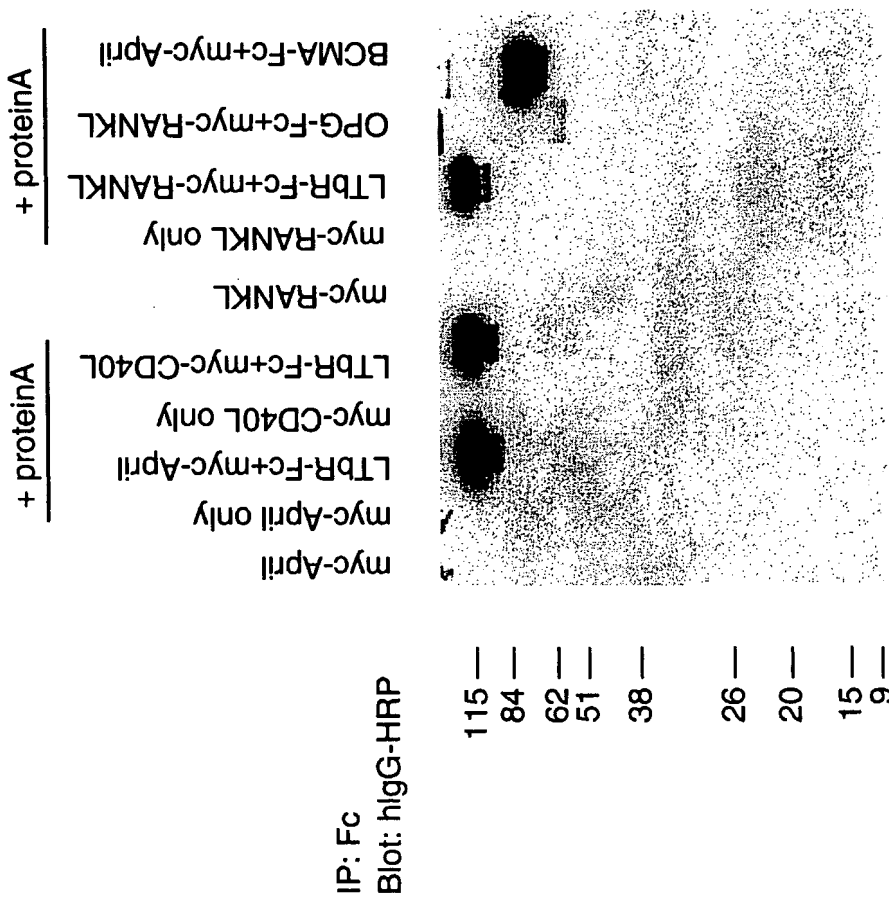 + proteinA
BCMA-Fc+myc-April
OPG-Fc+myc-RANKL
LTbR-Fc+myc-RANKL
myc-RANKL only
myc-RANKL
+ proteinA
LTbR-Fc+myc-CD40L
myc-CD40L only
LTbR-Fc+myc-April
myc-April only
myc-April
IP: Fc
Blot: hIgG-HRP
115
84
62
51
38
26
20
15
9